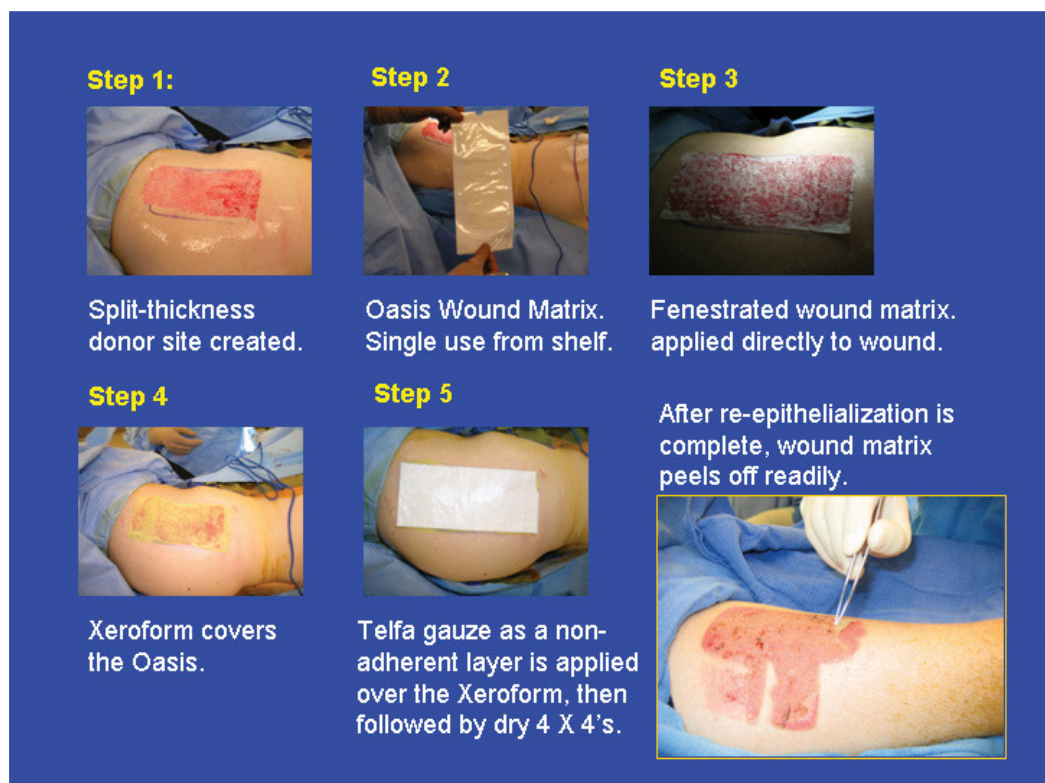 Step 1:
Split-thickness
donor site created.
Step 2
Oasis Wound Matrix.
Single use from shelf.
Step 3
Fenestrated wound matrix.
applied directly to wound.
Step 4
Xeroform covers
the Oasis.
Step 5
Telfa gauze as a non-
adherent layer is applied
over the Xeroform, then
followed by dry 4 X 4's.
After re-epithelialization is
complete, wound matrix
peels off readily.